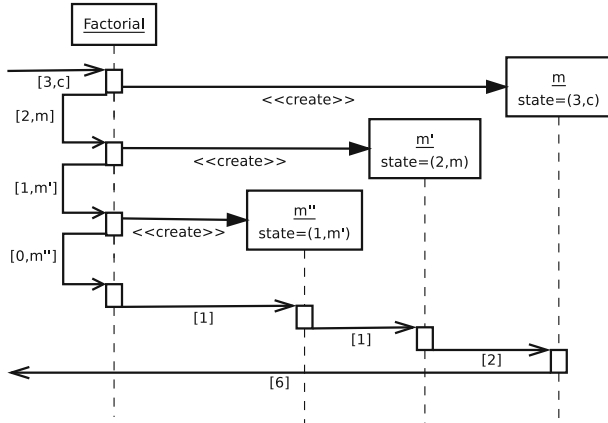 Factorial
[3,c]
<<create>>
m
state=(3,c)
[2,m]
<<create>>
m'
state=(2,m)
[1,m']
<<create>>
m''
state=(1,m')
[0,m'']
[1]
[1]
[2]
[6]